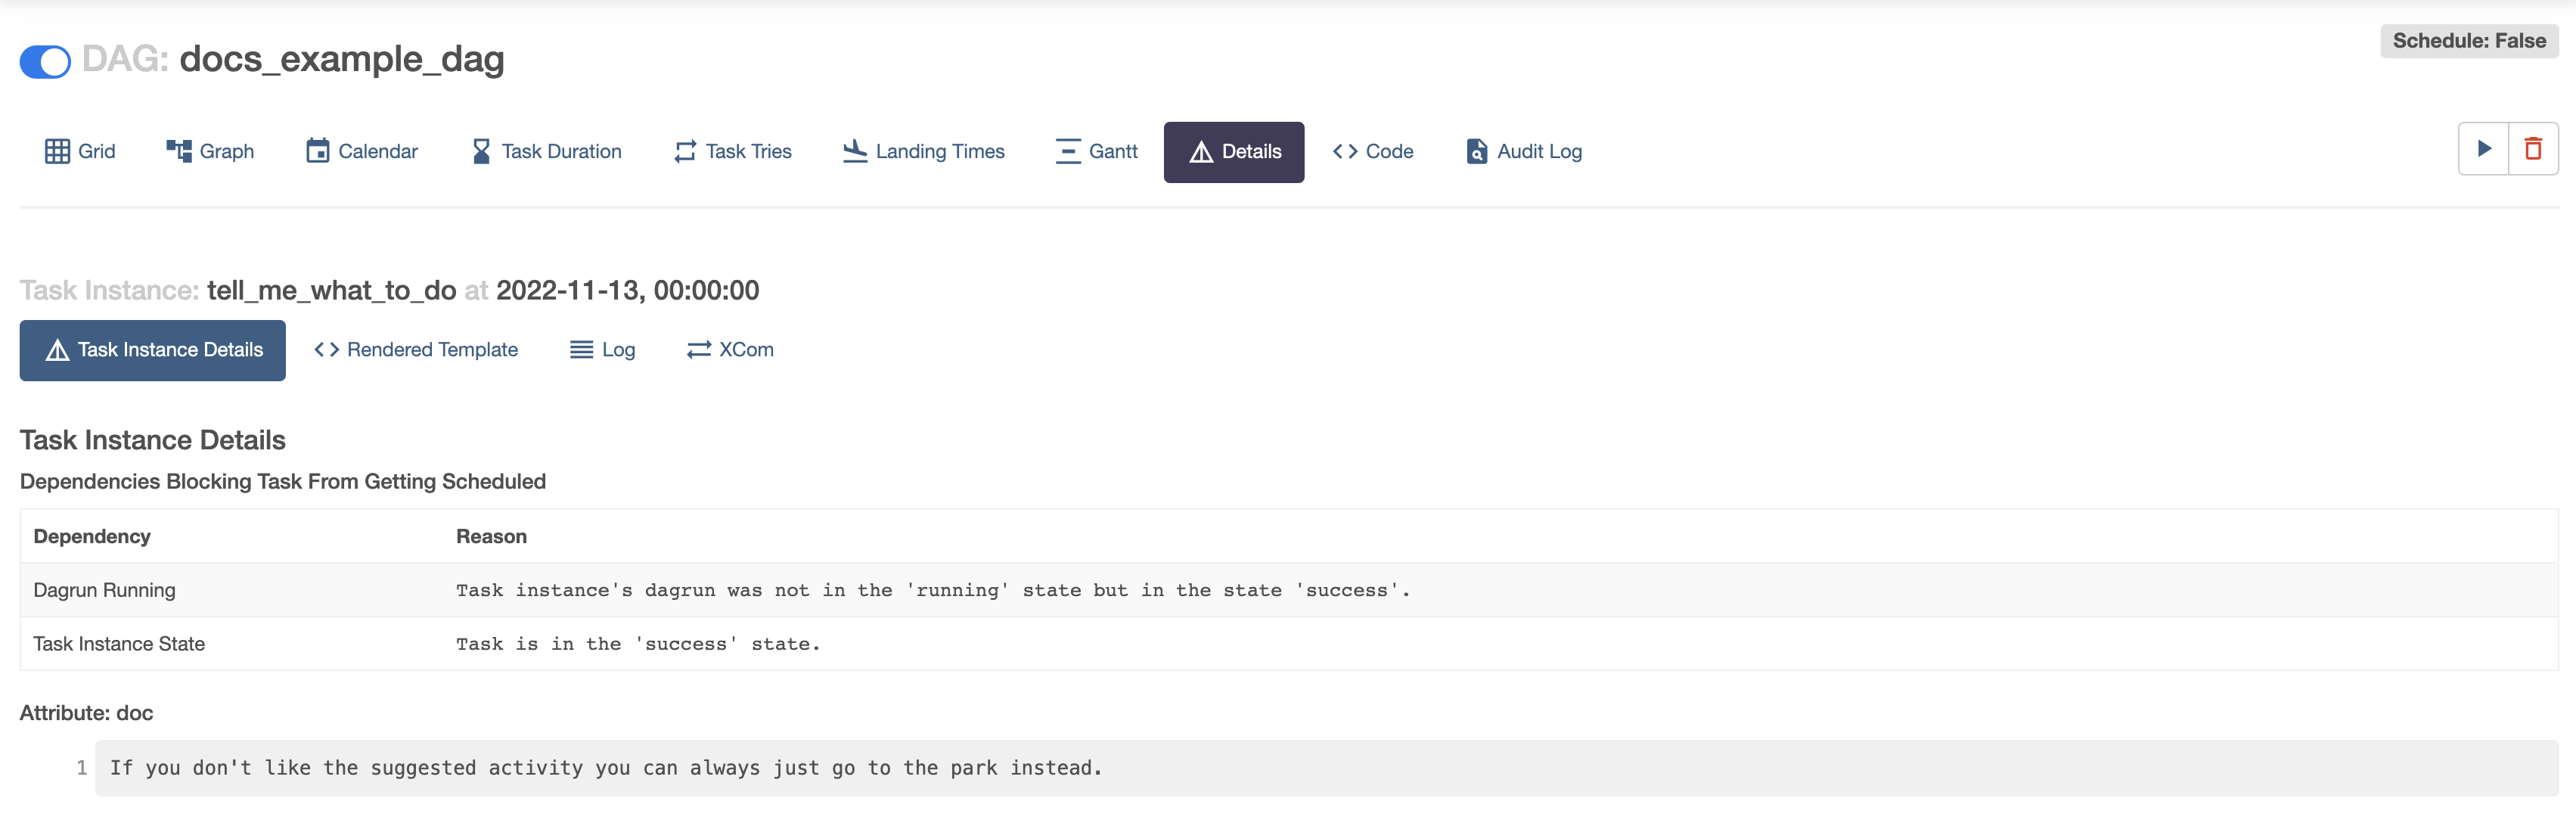 DAG: docs_example_dag
Schedule: False
Grid Graph Calendar Task Duration Task Tries Landing Times Gantt Details Code Audit Log
Task Instance: tell_me_what_to_do at 2022-11-13, 00:00:00
Task Instance Details Rendered Template Log XCom
Task Instance Details
Dependencies Blocking Task From Getting Scheduled
Dependency Reason
Dagrun Running Task instance's dagrun was not in the 'running' state but in the state 'success'.
Task Instance State Task is in the 'success' state.
Attribute: doc
1 If you don't like the suggested activity you can always just go to the park instead.